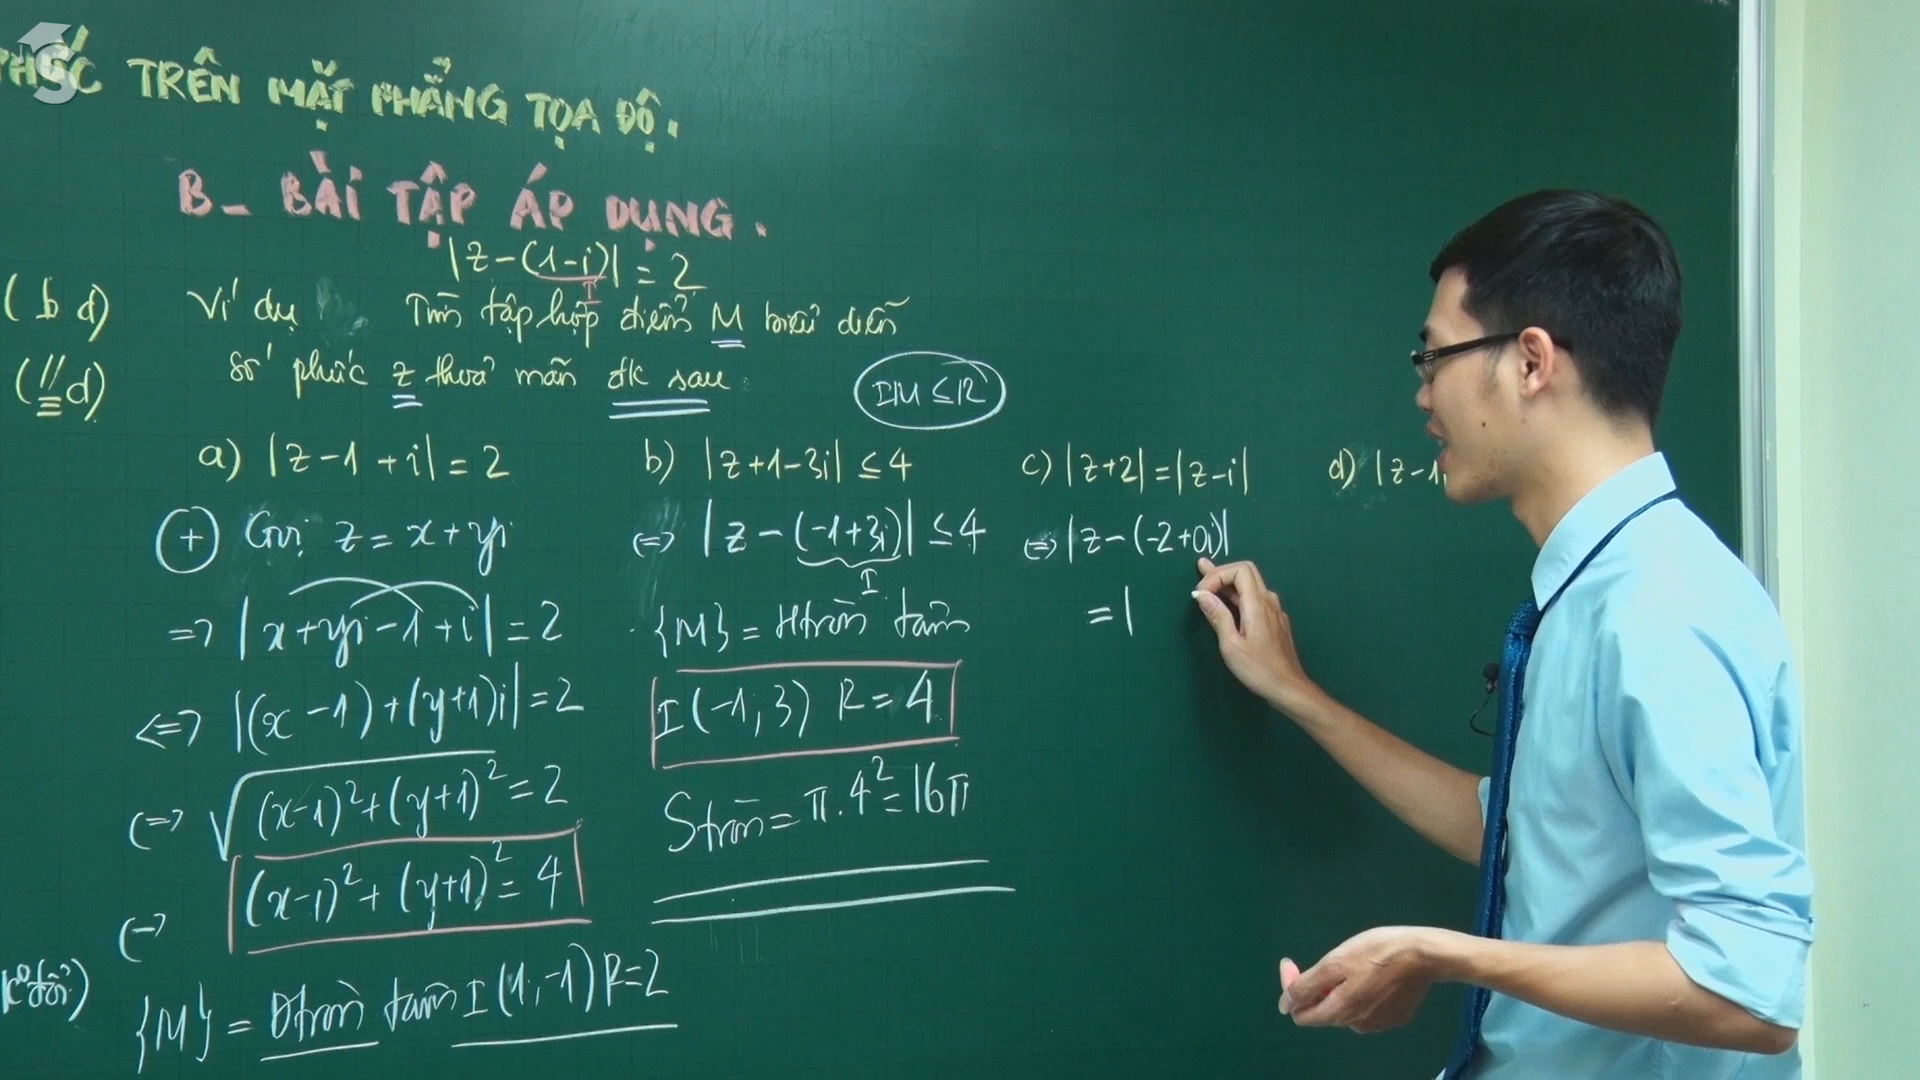 PHỨC TRÊN MẶT PHẲNG TỌA ĐỘ.
B- BÀI TẬP ÁP DỤNG.
|z-(1-i)| = 2
I
(b d)
Ví dụ Tìm tập hợp điểm M biểu diễn
(// d)
số phức z thoả mãn đk sau:
IM ≤ R
a) |z-1+i| = 2
b) |z+1-3i| ≤ 4
c) |z+2| = |z-i|
d) |z-1
(+) Gọi z = x+yi
<=> |z-(-1+3i)| ≤ 4
I
<=> |z-(-2+0i)|
=> |x+yi-1+i| = 2
{M} = Htròn tâm
= |
<=> |(x-1)+(y+1)i| = 2
I(-1,3) R=4
<=> √(x-1)²+(y+1)² = 2
Stròn = π.4² = 16π
(x-1)²+(y+1)² = 4
{M} = Đtròn tâm I(1,-1) R=2